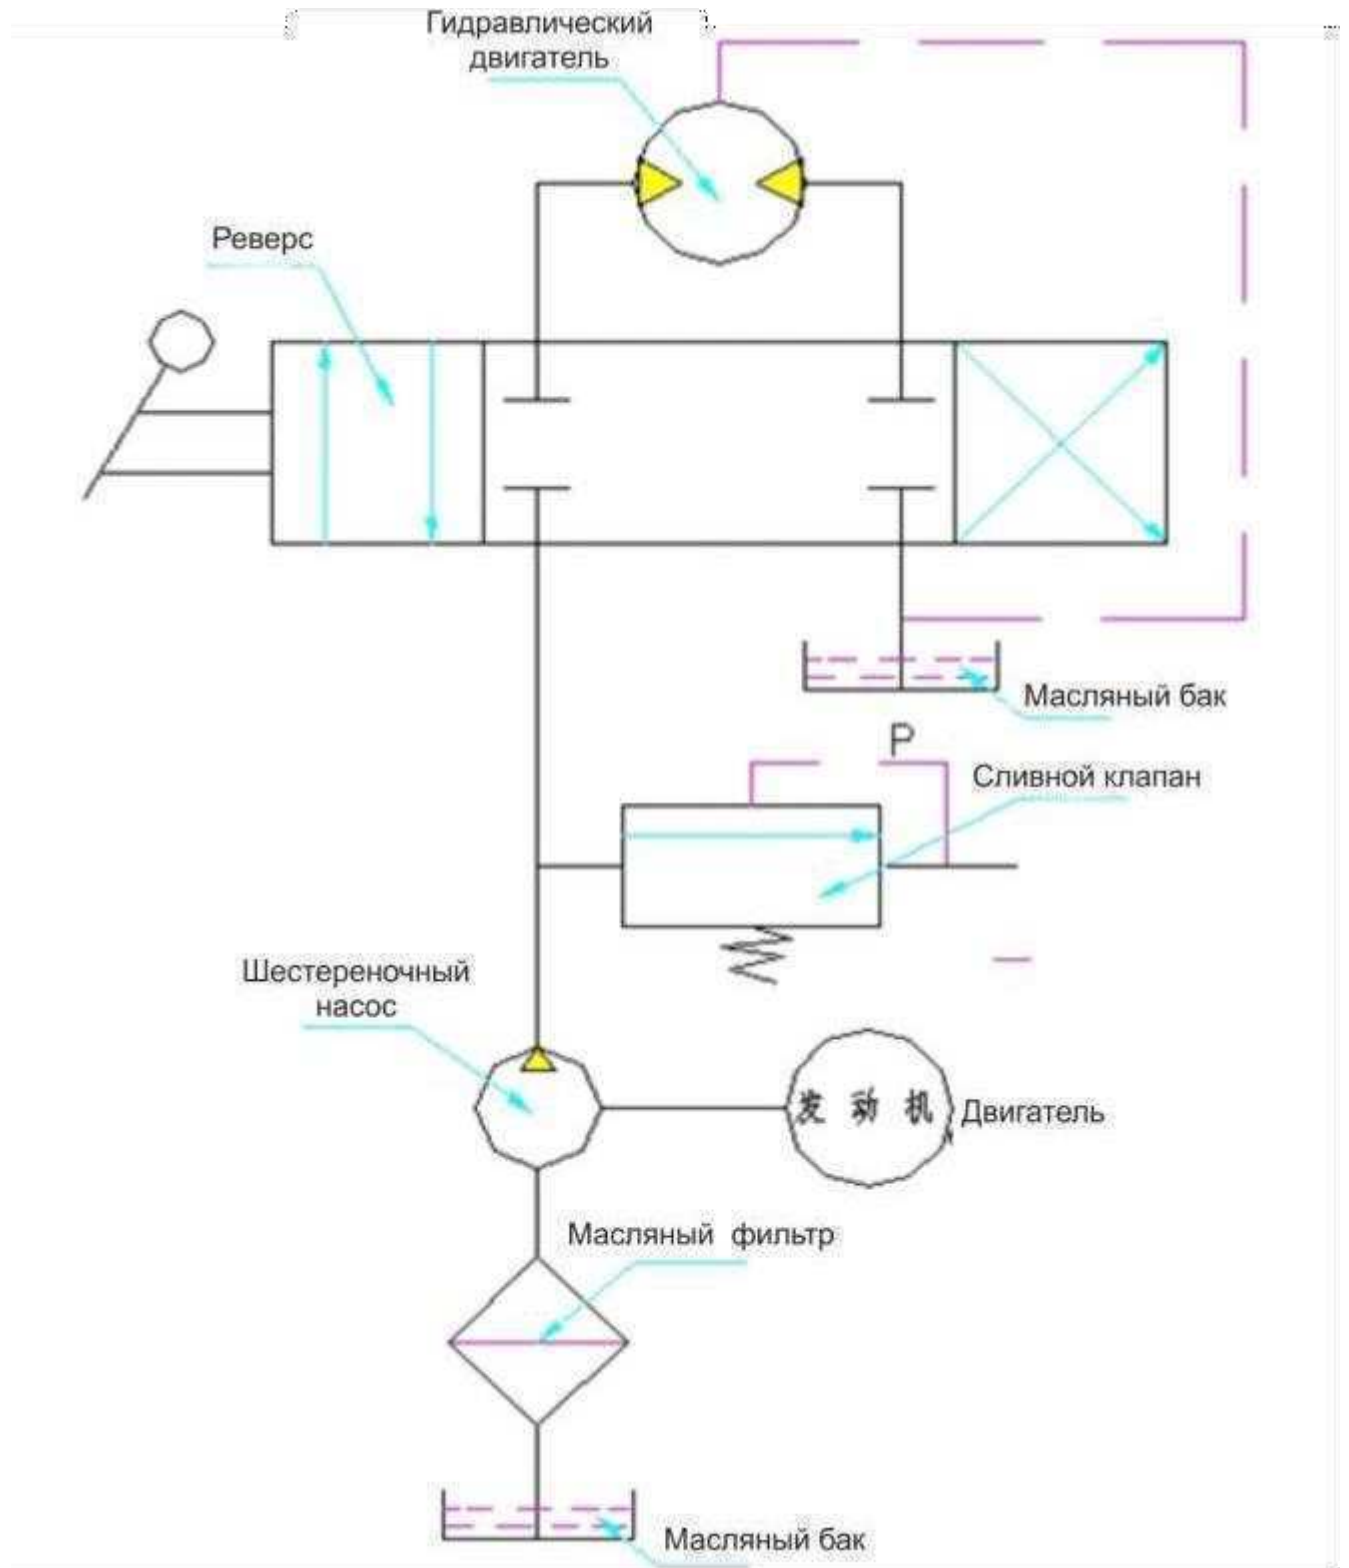 Гидравлический
двигатель
Реверс
Масляный бак
P
Сливной клапан
Шестереночный
насос
发动机
Двигатель
Масляный фильтр
Масляный бак